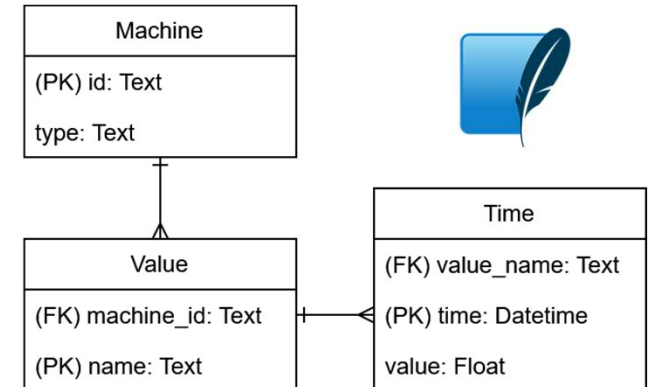 Machine
(PK) id: Text
type: Text
Value
(FK) machine_id: Text
(PK) name: Text
Time
(FK) value_name: Text
(PK) time: Datetime
value: Float